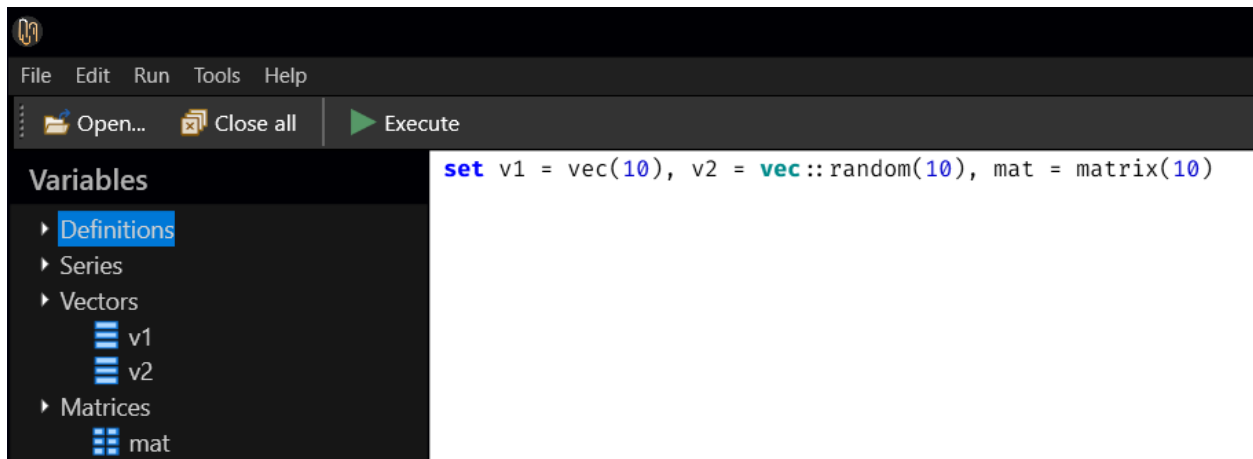 File Edit Run Tools Help
Open... Close all Execute
Variables
set v1 = vec(10), v2 = vec::random(10), mat = matrix(10)
Definitions
Series
Vectors
v1
v2
Matrices
mat